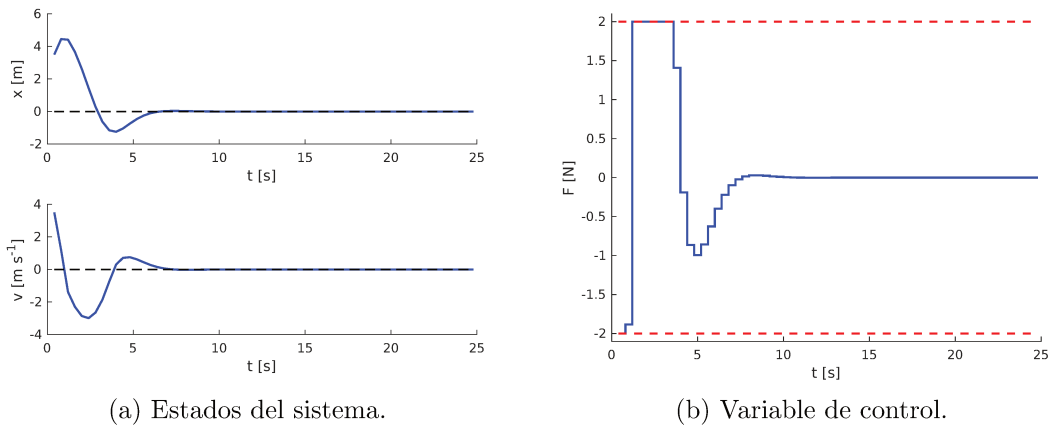 6
4
2
0
-2
x [m]
0 5 10 15 20 25
t [s]
4
2
0
-2
-4
v [m s⁻¹]
0 5 10 15 20 25
t [s]
(a) Estados del sistema.
2
1.5
1
0.5
0
-0.5
-1
-1.5
-2
F [N]
0 5 10 15 20 25
t [s]
(b) Variable de control.